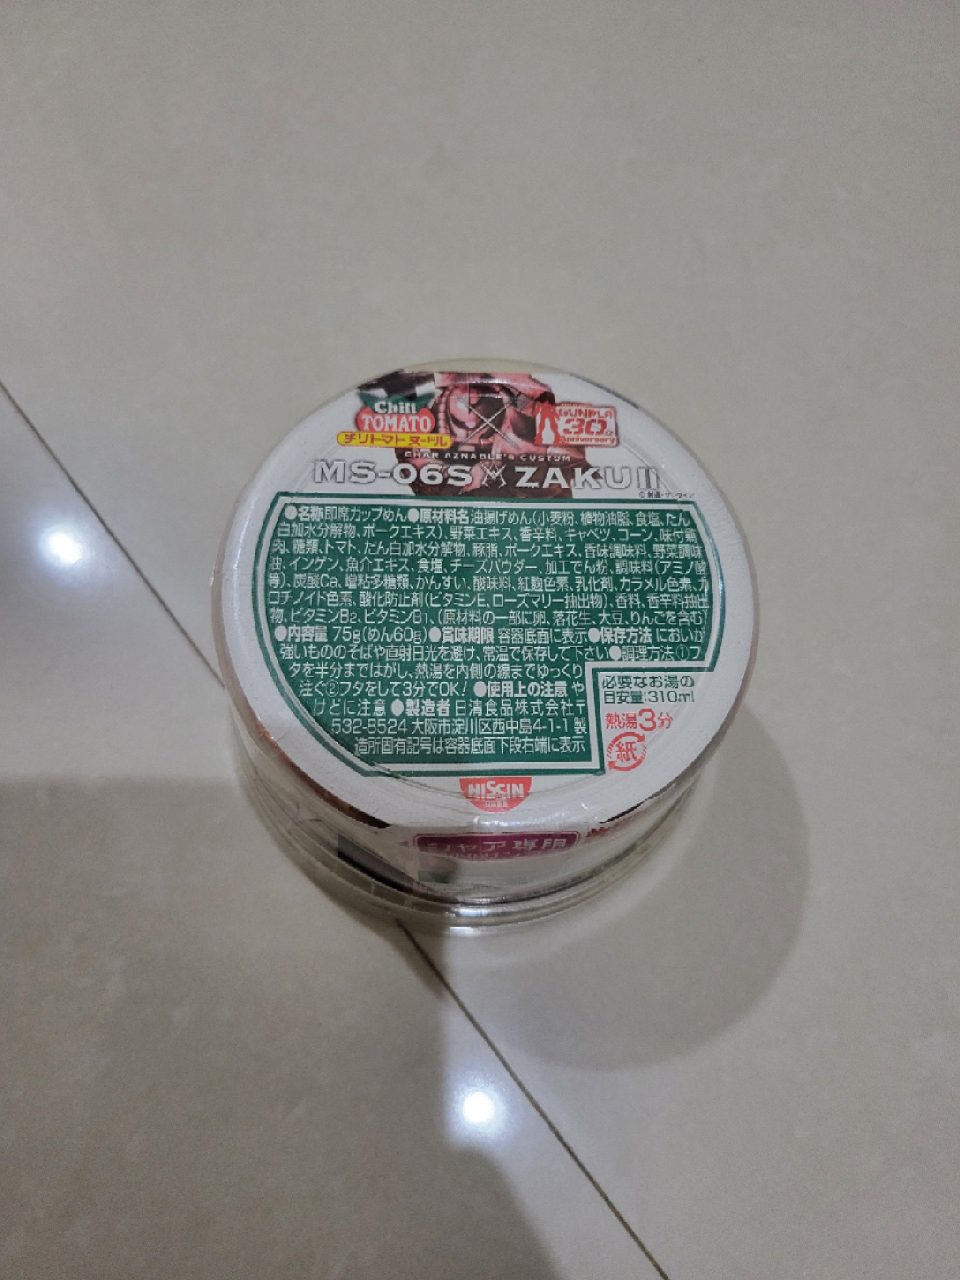 Chili
TOMATO
チリトマトヌードル
GUNPLA
30th
Anniversary
CHAR AZNABLE'S CUSTOM
MS-06S ZAKU II
©創通・サンライズ
●名称 即席カップめん●原材料名 油揚げめん(小麦粉、植物油脂、食塩、たん
白加水分解物、ポークエキス)、野菜エキス、香辛料、キャベツ、コーン、味付鶏
肉、糖類、トマト、たん白加水分解物、豚脂、ポークエキス、香味調味料、野菜調味
油、インゲン、魚介エキス、食塩、チーズパウダー、加工でん粉、調味料(アミノ酸
等)、炭酸Ca、増粘多糖類、かんすい、酸味料、紅麹色素、乳化剤、カラメル色素、カ
ロチノイド色素、酸化防止剤(ビタミンE、ローズマリー抽出物)、香料、香辛料抽出
物、ビタミンB2、ビタミンB1、(原材料の一部に卵、落花生、大豆、りんごを含む)
●内容量 75g(めん60g)●賞味期限 容器底面に表示●保存方法 においが
強いもののそばや直射日光を避け、常温で保存して下さい●調理方法①フ
タを半分まではがし、熱湯を内側の線までゆっくり
注ぐ②フタをして3分でOK！●使用上の注意 や
けどに注意 ●製造者 日清食品株式会社 〒
532-8524 大阪市淀川区西中島4-1-1 製
造所固有記号は容器底面下段右端に表示
必要なお湯の
目安量:310ml
熱湯3分
紙
NISSIN
シャア専用